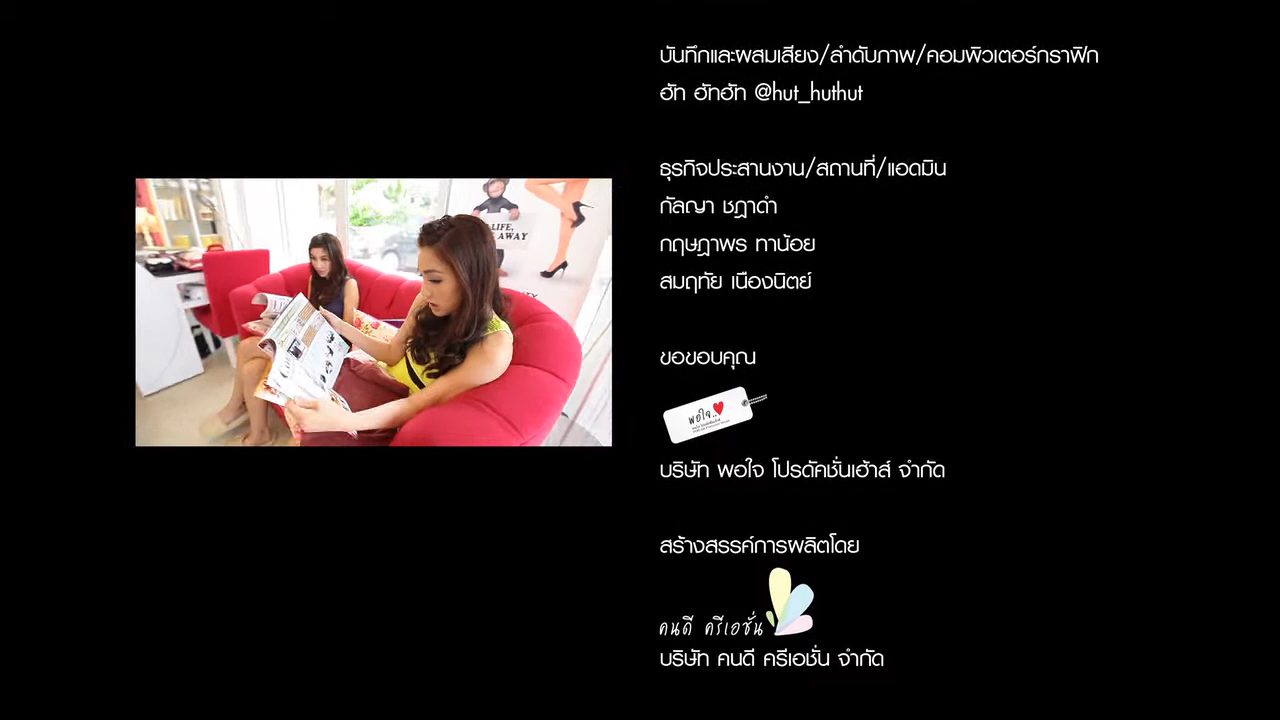 LIFE,
AWAY
บันทึกและผสมเสียง/ลำดับภาพ/คอมพิวเตอร์กราฟิก
ฮัท ฮัทฮัท @hut_huthut
ธุรกิจประสานงาน/สถานที่/แอดมิน
กัลญา ชฎาดำ
กฤษฎาพร ทาน้อย
สมฤทัย เนืองนิตย์
ขอขอบคุณ
พอใจ..
บริษัท พอใจ โปรดัคชั่นเฮ้าส์ จำกัด
สร้างสรรค์การผลิตโดย
คนดี ครีเอชั่น
บริษัท คนดี ครีเอชั่น จำกัด